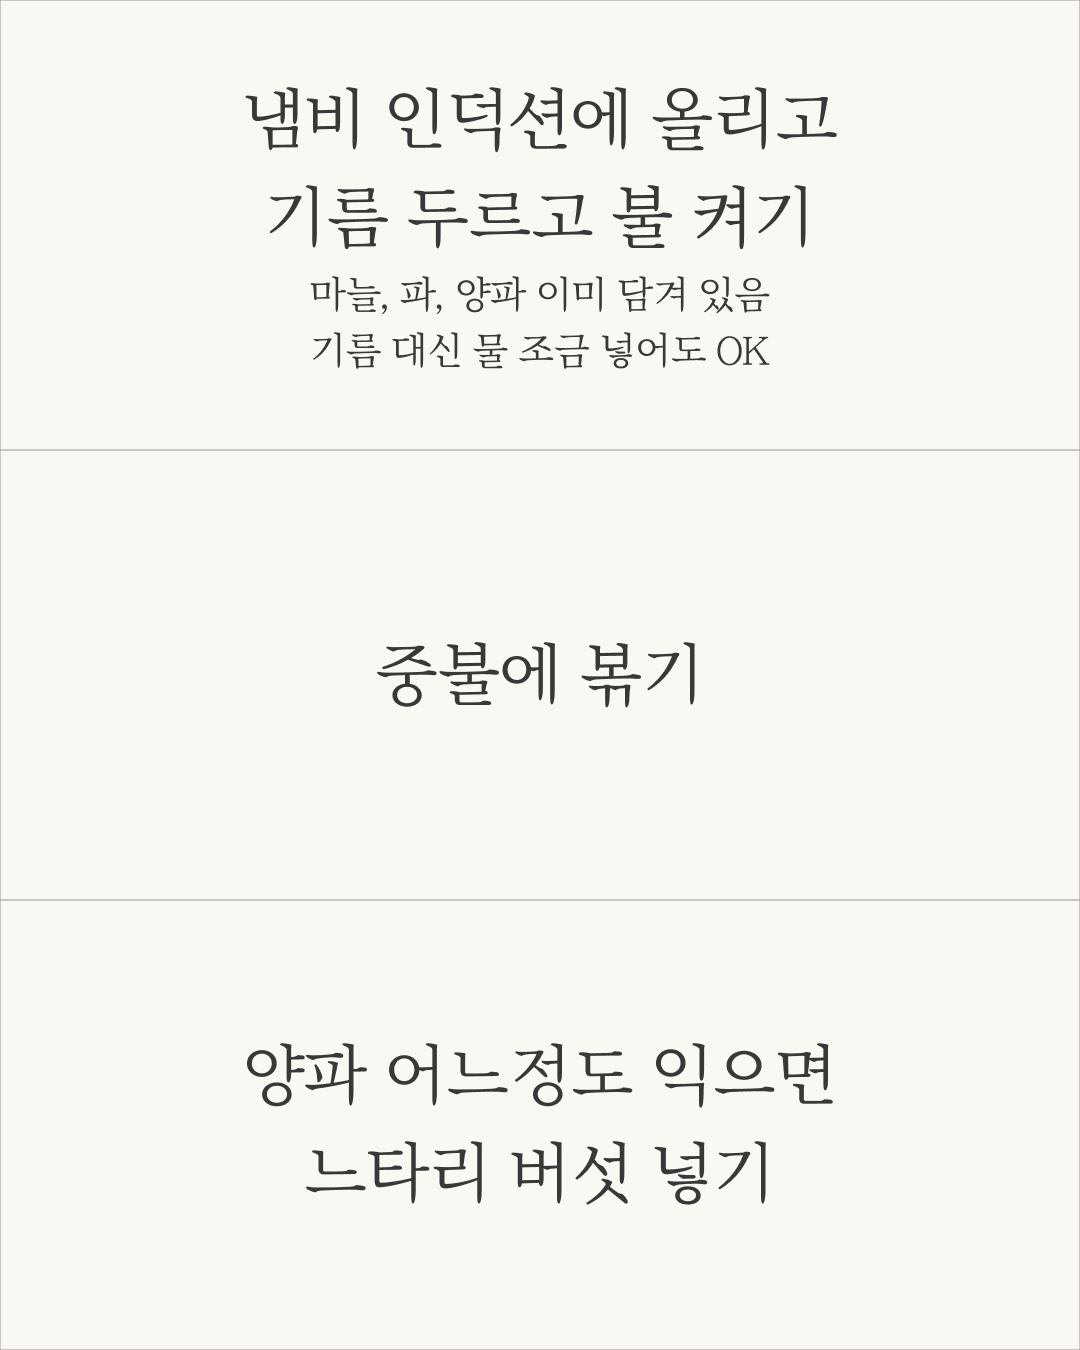 냄비 인덕션에 올리고
기름 두르고 불 켜기
마늘, 파, 양파 이미 담겨 있음
기름 대신 물 조금 넣어도 OK
중불에 볶기
양파 어느정도 익으면
느타리 버섯 넣기